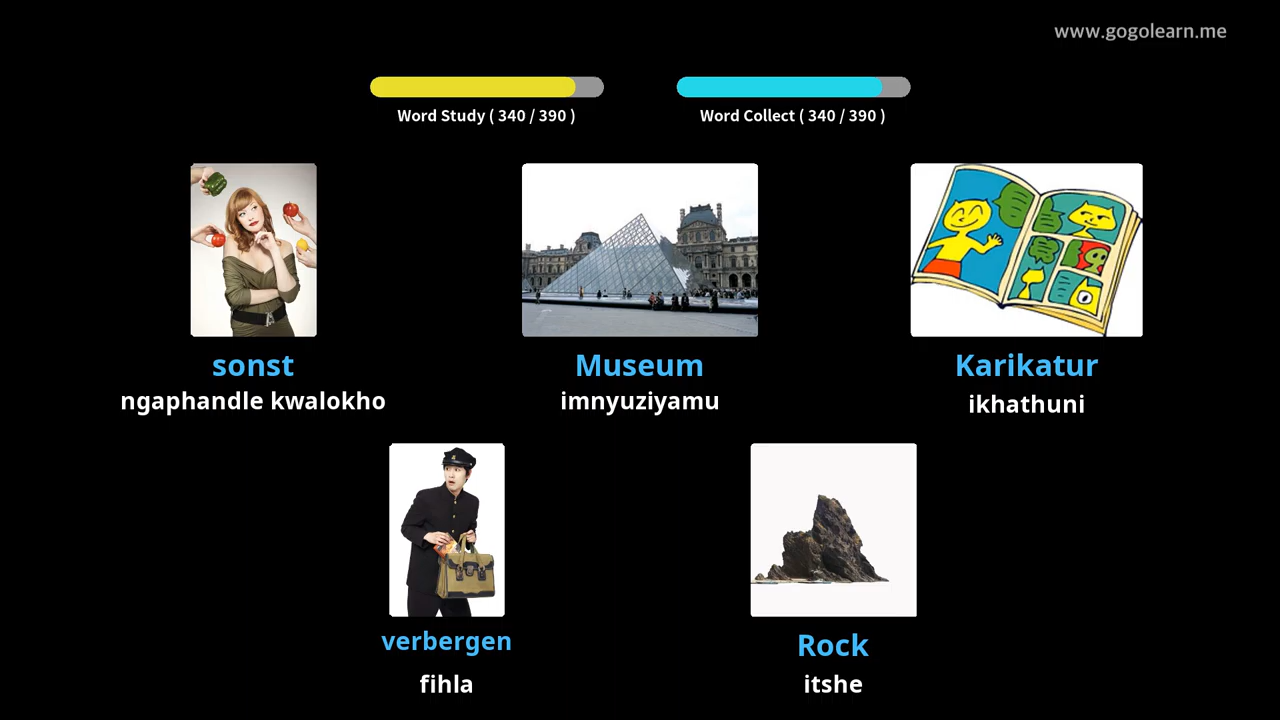 www.gogolearn.me
Word Study ( 340 / 390 )
Word Collect ( 340 / 390 )
sonst
ngaphandle kwalokho
Museum
imnyuziyamu
Karikatur
ikhathuni
verbergen
fihla
Rock
itshe